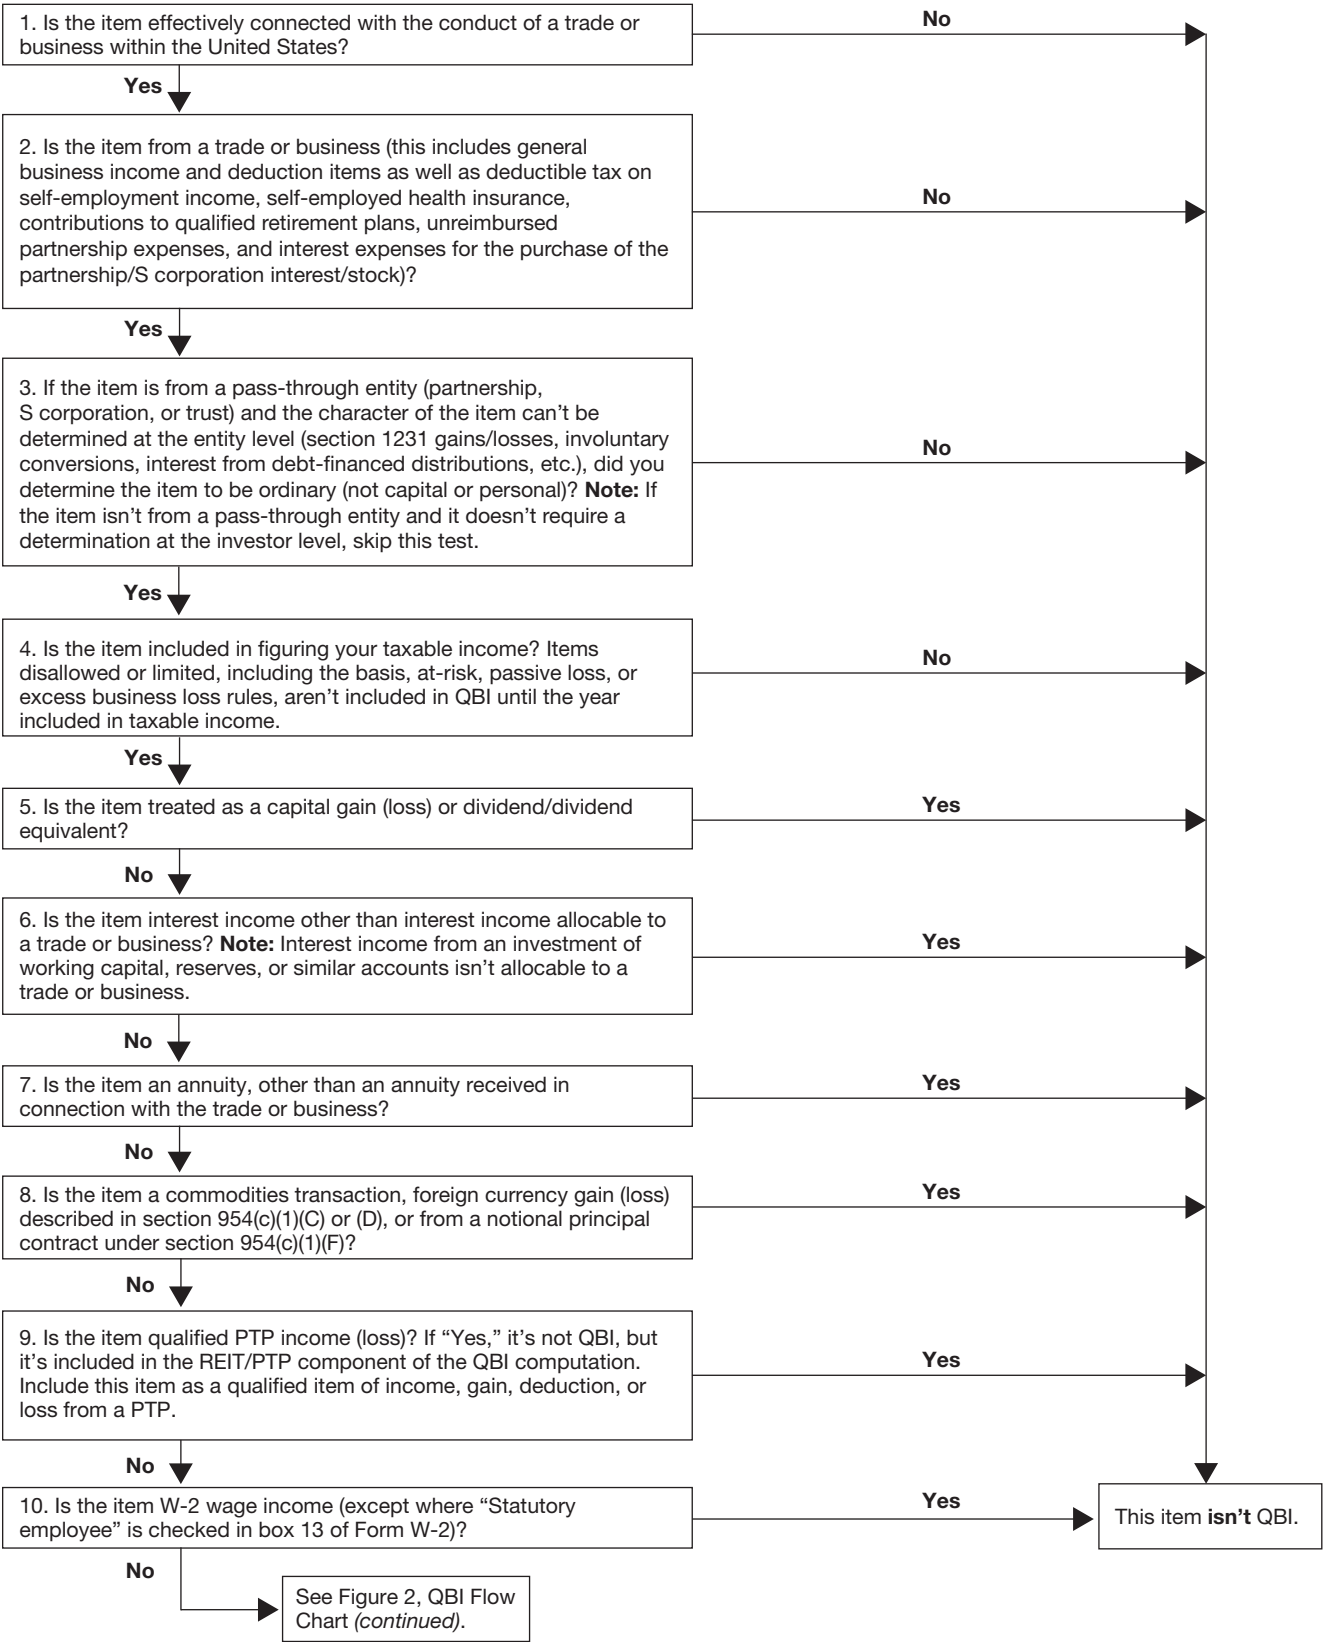 1. Is the item effectively connected with the conduct of a trade or
business within the United States?
No
Yes
2. Is the item from a trade or business (this includes general
business income and deduction items as well as deductible tax on
self-employment income, self-employed health insurance,
contributions to qualified retirement plans, unreimbursed
partnership expenses, and interest expenses for the purchase of the
partnership/S corporation interest/stock)?
No
Yes
3. If the item is from a pass-through entity (partnership,
S corporation, or trust) and the character of the item can’t be
determined at the entity level (section 1231 gains/losses, involuntary
conversions, interest from debt-financed distributions, etc.), did you
determine the item to be ordinary (not capital or personal)? Note: If
the item isn’t from a pass-through entity and it doesn’t require a
determination at the investor level, skip this test.
No
Yes
4. Is the item included in figuring your taxable income? Items
disallowed or limited, including the basis, at-risk, passive loss, or
excess business loss rules, aren’t included in QBI until the year
included in taxable income.
No
Yes
5. Is the item treated as a capital gain (loss) or dividend/dividend
equivalent?
Yes
No
6. Is the item interest income other than interest income allocable to
a trade or business? Note: Interest income from an investment of
working capital, reserves, or similar accounts isn’t allocable to a
trade or business.
Yes
No
7. Is the item an annuity, other than an annuity received in
connection with the trade or business?
Yes
No
8. Is the item a commodities transaction, foreign currency gain (loss)
described in section 954(c)(1)(C) or (D), or from a notional principal
contract under section 954(c)(1)(F)?
Yes
No
9. Is the item qualified PTP income (loss)? If “Yes,” it’s not QBI, but
it’s included in the REIT/PTP component of the QBI computation.
Include this item as a qualified item of income, gain, deduction, or
loss from a PTP.
Yes
No
10. Is the item W-2 wage income (except where “Statutory
employee” is checked in box 13 of Form W-2)?
Yes
This item isn’t QBI.
No
See Figure 2, QBI Flow
Chart (continued).